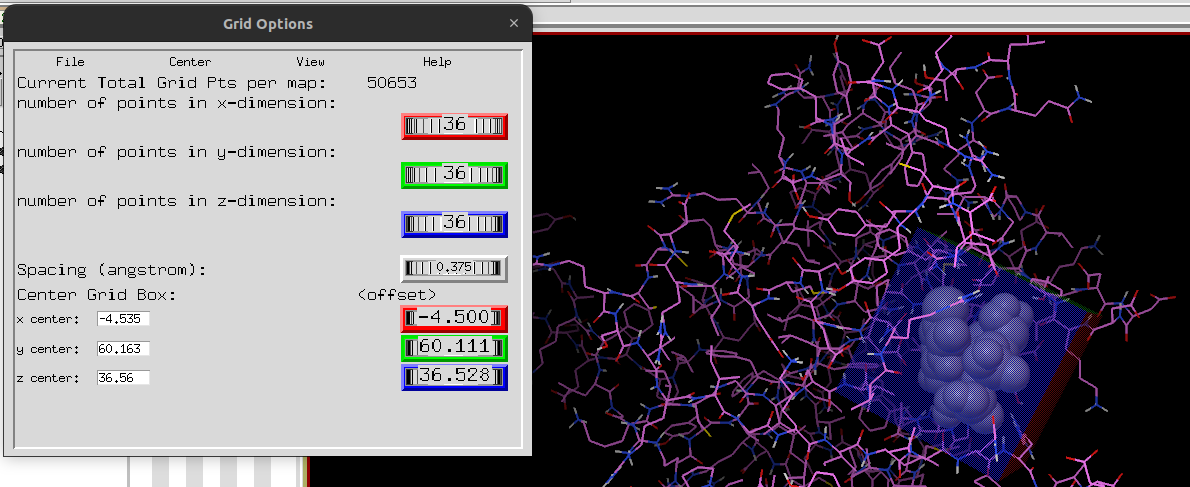 Grid Options ×
File Center View Help
Current Total Grid Pts per map: 50653
number of points in x-dimension:
36
number of points in y-dimension:
36
number of points in z-dimension:
36
Spacing (angstrom): 0.375
Center Grid Box: <offset>
x center: -4.535 -4.500
y center: 60.163 60.111
z center: 36.56 36.528